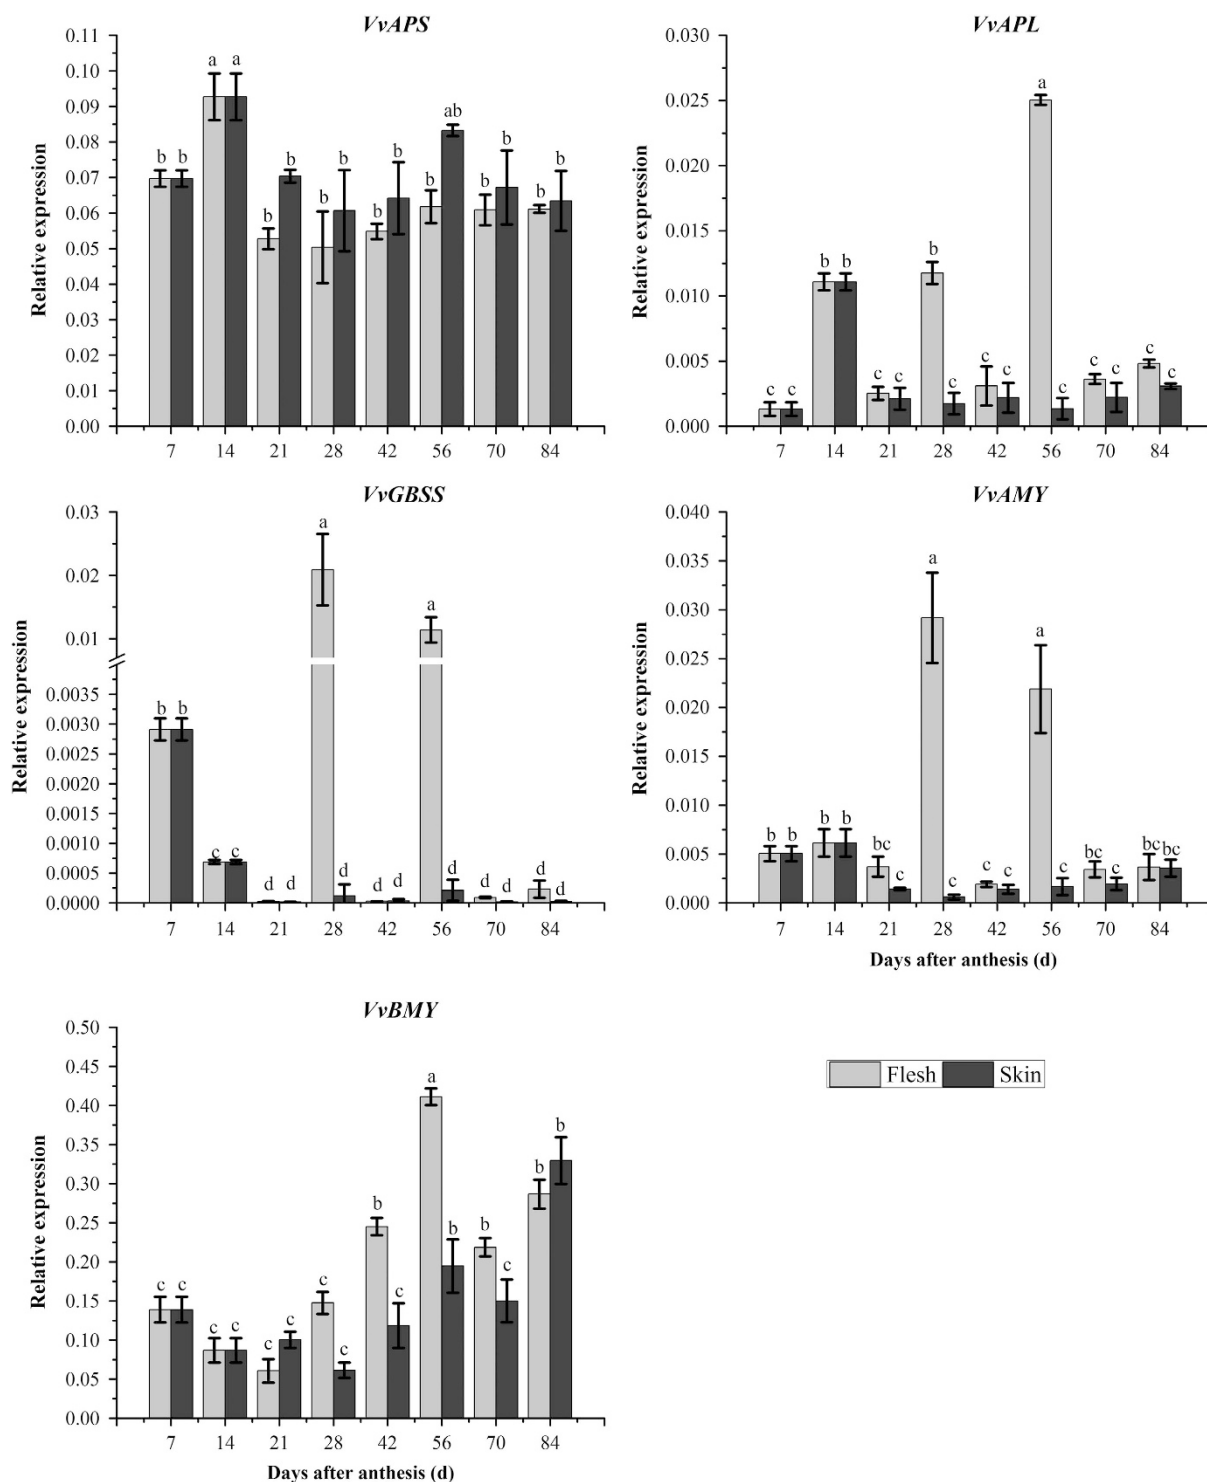 VvAPS
Relative expression
0.11
0.10
0.09
0.08
0.07
0.06
0.05
0.04
0.03
0.02
0.01
0.00
b b a a b b b b b b b ab b b b b
7 14 21 28 42 56 70 84
VvAPL
Relative expression
0.030
0.025
0.020
0.015
0.010
0.005
0.000
c c b b c c b c c c a c c c c c
7 14 21 28 42 56 70 84
VvGBSS
Relative expression
0.03
0.02
0.01
0.0035
0.0030
0.0025
0.0020
0.0015
0.0010
0.0005
0.0000
b b c c d d a d d d a d d d d d
7 14 21 28 42 56 70 84
VvAMY
Relative expression
0.040
0.035
0.030
0.025
0.020
0.015
0.010
0.005
0.000
b b b b bc c a c c c a c bc c bc bc
7 14 21 28 42 56 70 84
Days after anthesis (d)
VvBMY
Relative expression
0.50
0.45
0.40
0.35
0.30
0.25
0.20
0.15
0.10
0.05
0.00
c c c c c c c c b c a b b c b b
7 14 21 28 42 56 70 84
Days after anthesis (d)
Flesh Skin